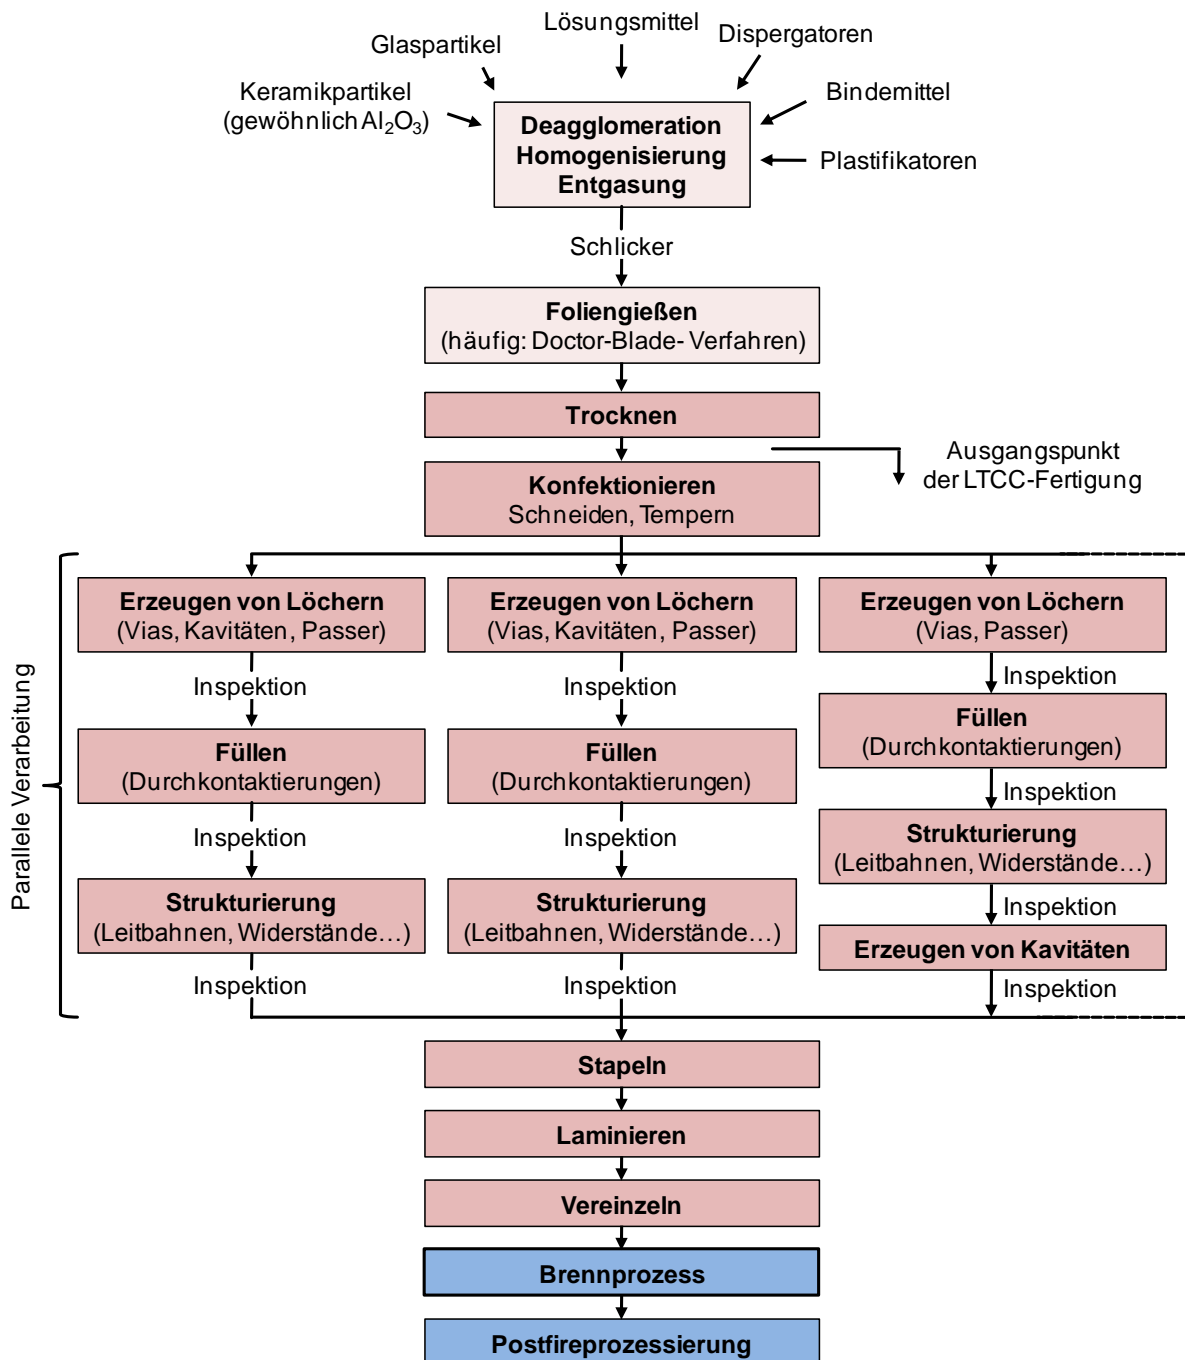 Lösungsmittel
Dispergatoren
Glaspartikel
Keramikpartikel
(gewöhnlich Al₂O₃)
Bindemittel
Plastifikatoren
Deagglomeration
Homogenisierung
Entgasung
Schlicker
Foliengießen
(häufig: Doctor-Blade- Verfahren)
Trocknen
Ausgangspunkt
der LTCC-Fertigung
Konfektionieren
Schneiden, Tempern
Parallele Verarbeitung
Erzeugen von Löchern
(Vias, Kavitäten, Passer)
Inspektion
Füllen
(Durchkontaktierungen)
Inspektion
Strukturierung
(Leitbahnen, Widerstände…)
Inspektion
Erzeugen von Löchern
(Vias, Kavitäten, Passer)
Inspektion
Füllen
(Durchkontaktierungen)
Inspektion
Strukturierung
(Leitbahnen, Widerstände…)
Inspektion
Erzeugen von Löchern
(Vias, Passer)
Inspektion
Füllen
(Durchkontaktierungen)
Inspektion
Strukturierung
(Leitbahnen, Widerstände…)
Inspektion
Erzeugen von Kavitäten
Inspektion
Stapeln
Laminieren
Vereinzeln
Brennprozess
Postfireprozessierung